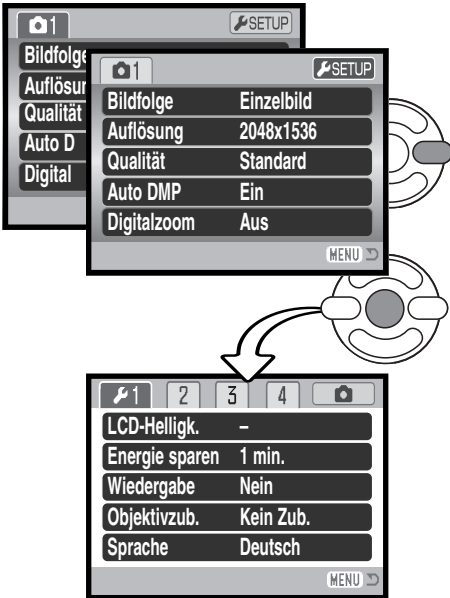 1 SETUP
Bildfolge
Auflösur
Qualität
Auto D
Digital
1 SETUP
Bildfolge Einzelbild
Auflösung 2048x1536
Qualität Standard
Auto DMP Ein
Digitalzoom Aus
MENU
1 2 3 4
LCD-Helligk. –
Energie sparen 1 min.
Wiedergabe Nein
Objektivzub. Kein Zub.
Sprache Deutsch
MENU